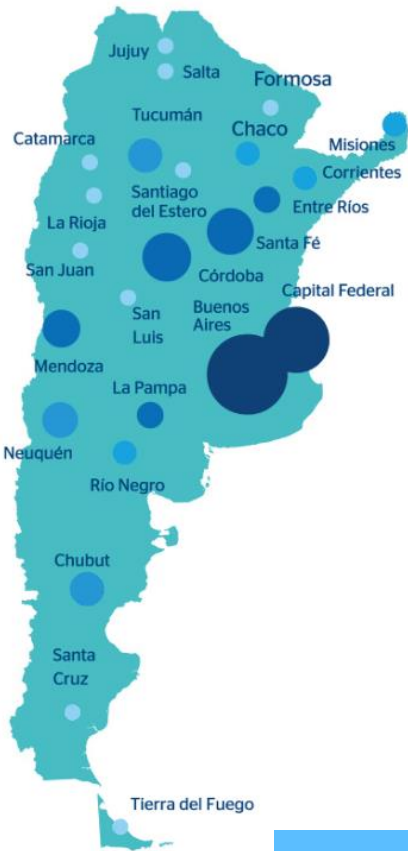 Jujuy
Salta
Formosa
Tucumán
Chaco
Catamarca
Misiones
Corrientes
Santiago
del Estero
La Rioja
Entre Ríos
Santa Fé
San Juan
Córdoba
Capital Federal
San
Luis
Buenos
Aires
Mendoza
La Pampa
Neuquén
Río Negro
Chubut
Santa
Cruz
Tierra del Fuego